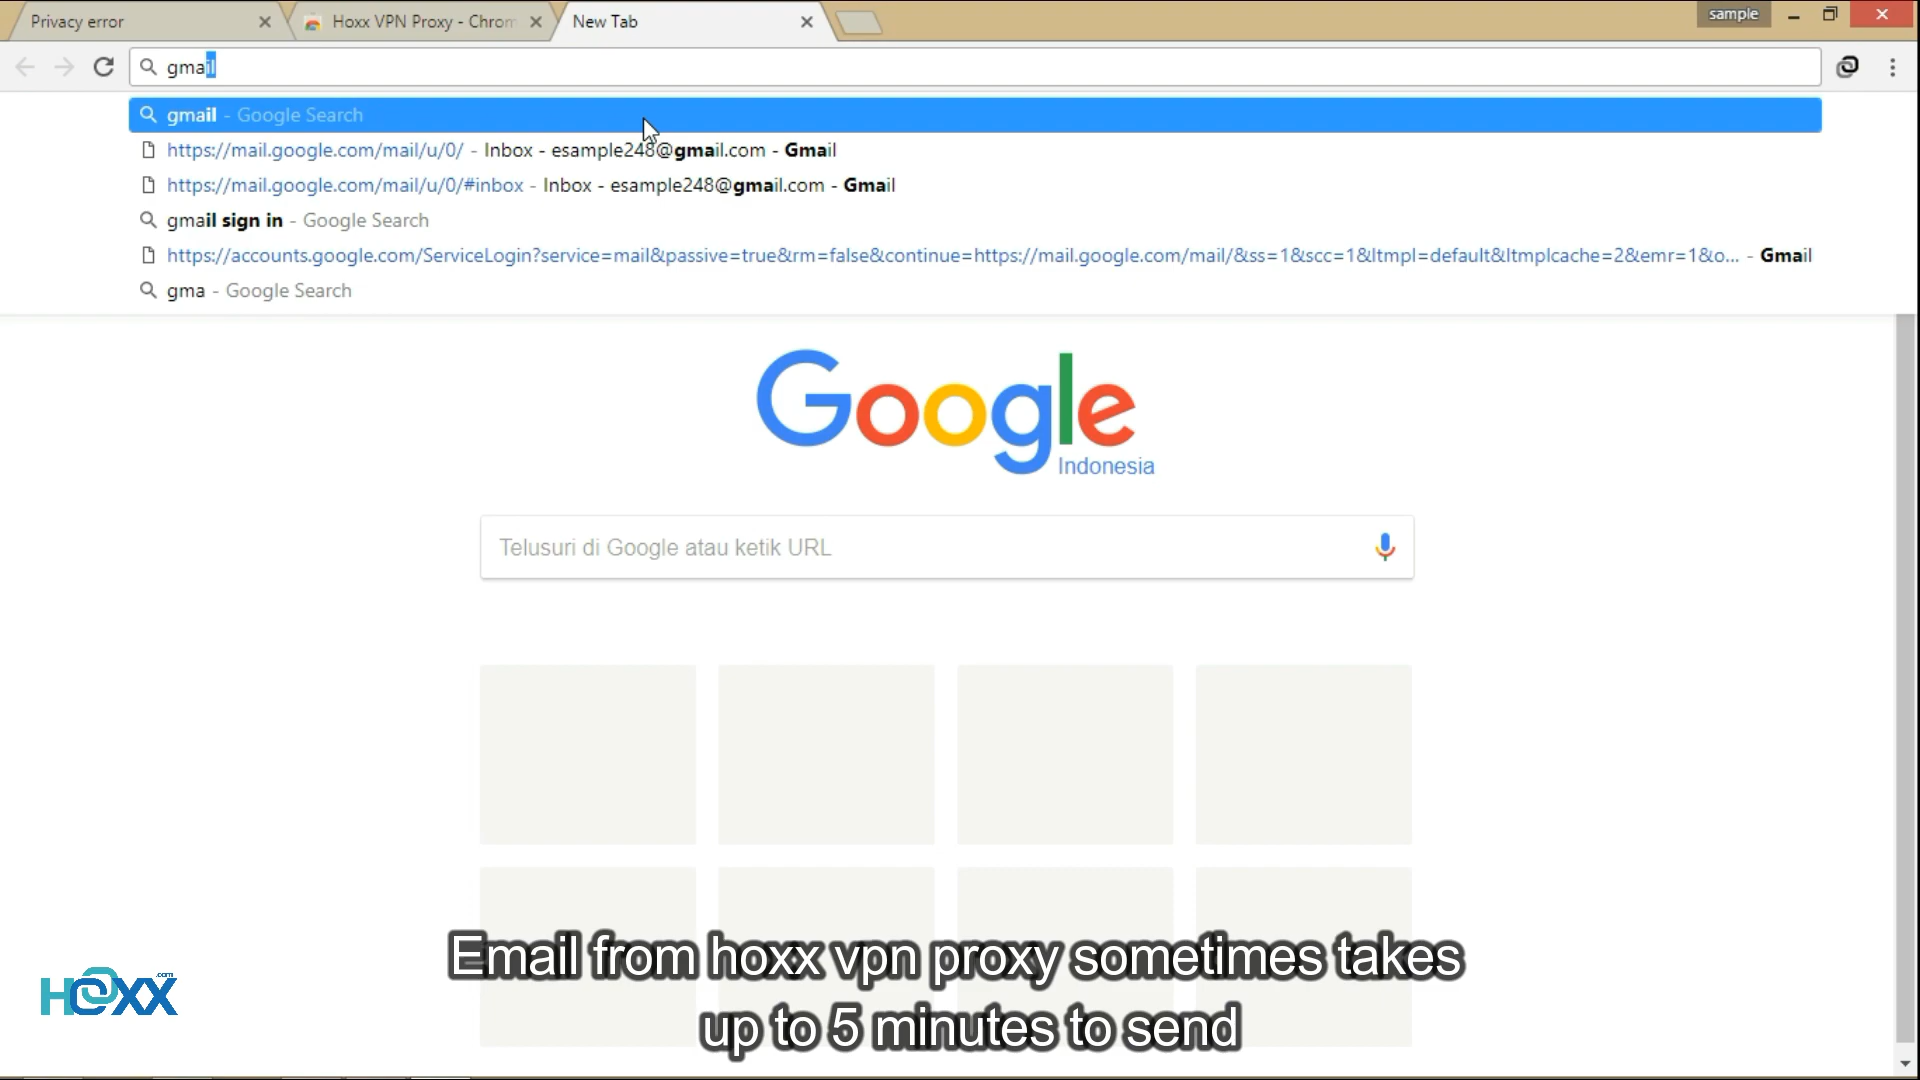 Privacy error
Hoxx VPN Proxy - Chrom
New Tab
sample
gmail
gmail - Google Search
https://mail.google.com/mail/u/0/ - Inbox - esample248@gmail.com - Gmail
https://mail.google.com/mail/u/0/#inbox - Inbox - esample248@gmail.com - Gmail
gmail sign in - Google Search
https://accounts.google.com/ServiceLogin?service=mail&passive=true&rm=false&continue=https://mail.google.com/mail/&ss=1&scc=1&ltmpl=default&ltmplcache=2&emr=1&o... - Gmail
gma - Google Search
Google
Indonesia
Telusuri di Google atau ketik URL
Email from hoxx vpn proxy sometimes takes
up to 5 minutes to send
HOXX.com